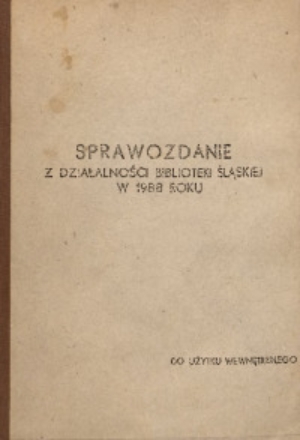 SPRAWOZDANIE
Z DZIAŁALNOŚCI BIBLIOTEKI ŚLĄSKIEJ
W 1988 ROKU
DO UŻYTKU WEWNĘTRZNEGO